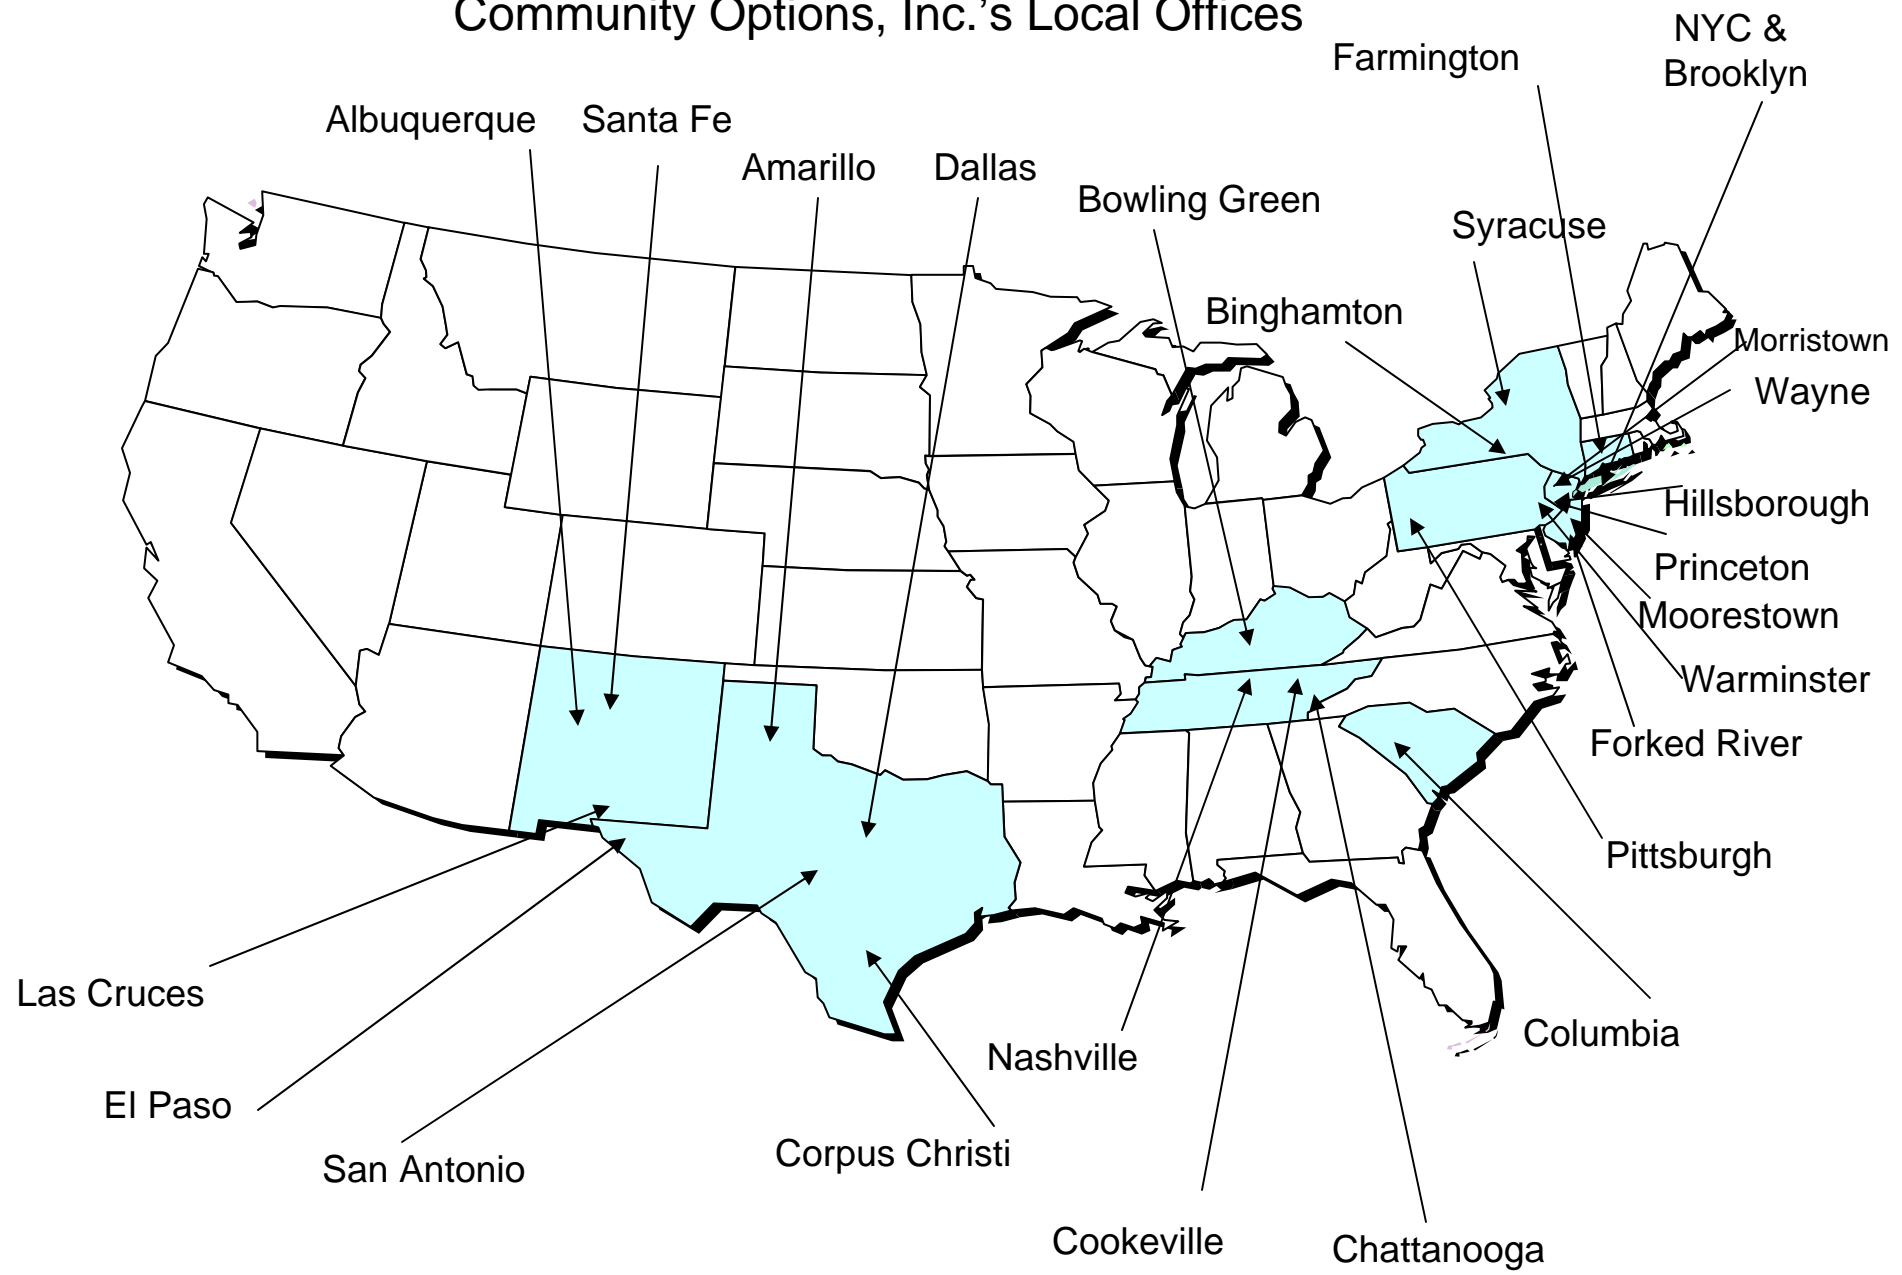 Community Options, Inc.’s Local Offices
NYC &
Brooklyn
Farmington
Albuquerque
Santa Fe
Amarillo
Dallas
Bowling Green
Syracuse
Binghamton
Morristown
Wayne
Hillsborough
Princeton
Moorestown
Warminster
Forked River
Pittsburgh
Las Cruces
Columbia
Nashville
El Paso
Corpus Christi
San Antonio
Cookeville
Chattanooga